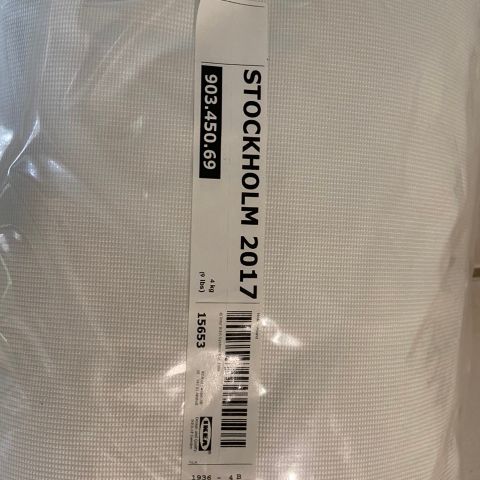 STOCKHOLM 2017
903.450.69
4 kg
(9 lbs)
15653
IKEA
1936 - 4 B